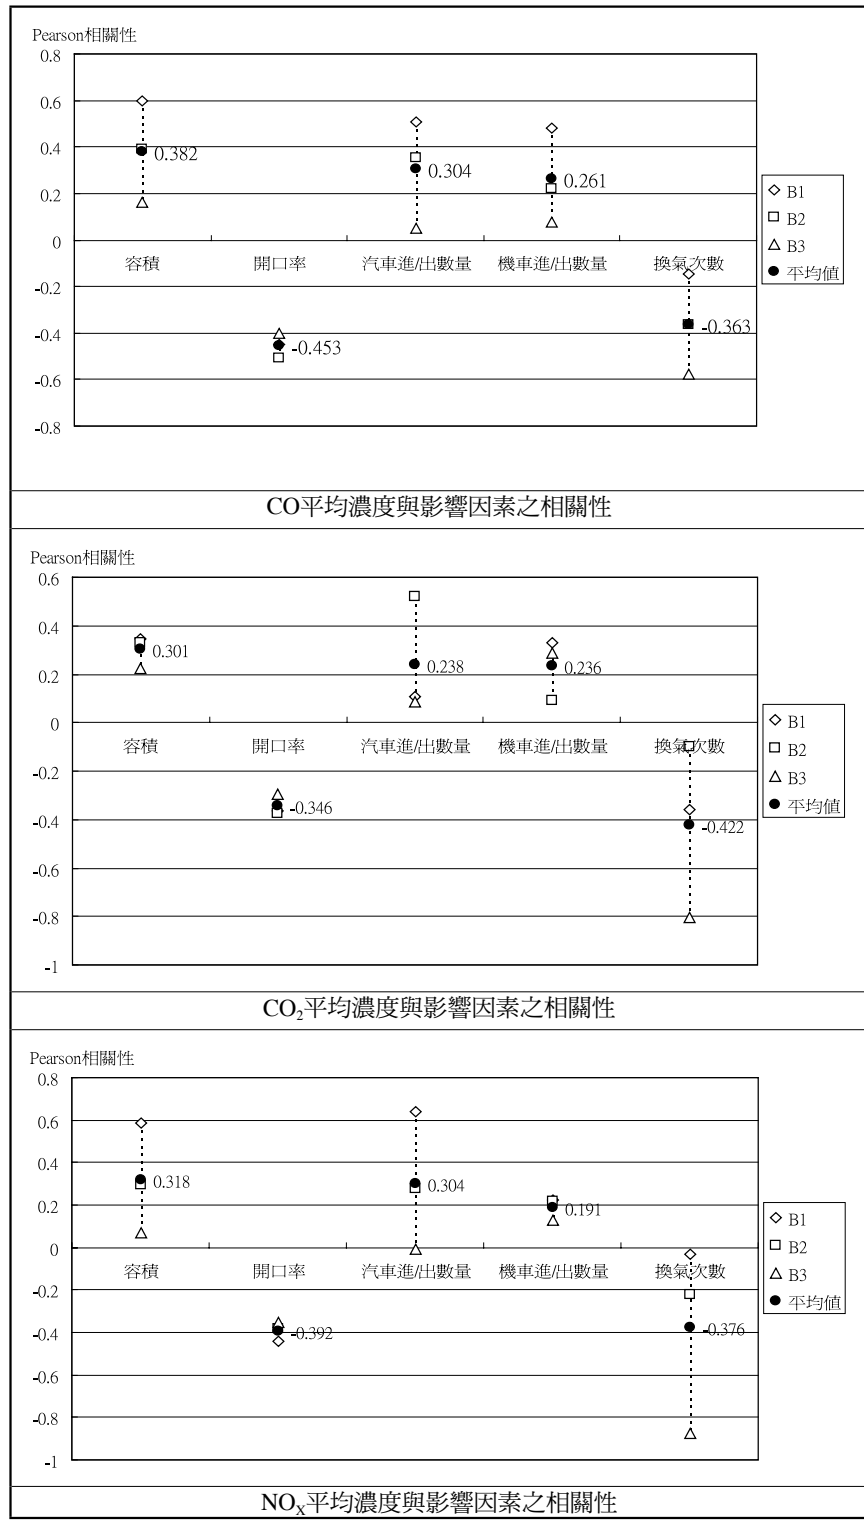 Pearson相關性
0.8
0.6
0.4
0.2
0
-0.2
-0.4
-0.6
-0.8
0.382
0.304
0.261
-0.453
-0.363
容積 開口率 汽車進/出數量 機車進/出數量 換氣次數
B1
B2
B3
平均值
CO平均濃度與影響因素之相關性
Pearson相關性
0.6
0.4
0.2
0
-0.2
-0.4
-0.6
-0.8
-1
0.301
0.238
0.236
-0.346
-0.422
容積 開口率 汽車進/出數量 機車進/出數量 換氣次數
B1
B2
B3
平均值
CO₂平均濃度與影響因素之相關性
Pearson相關性
0.8
0.6
0.4
0.2
0
-0.2
-0.4
-0.6
-0.8
-1
0.318
0.304
0.191
-0.392
-0.376
容積 開口率 汽車進/出數量 機車進/出數量 換氣次數
B1
B2
B3
平均值
NOX平均濃度與影響因素之相關性